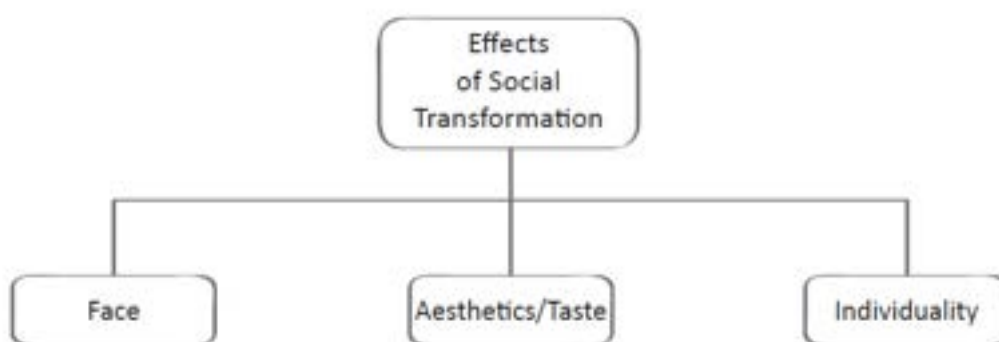 Effects
of Social
Transformation
Face
Aesthetics/Taste
Individuality